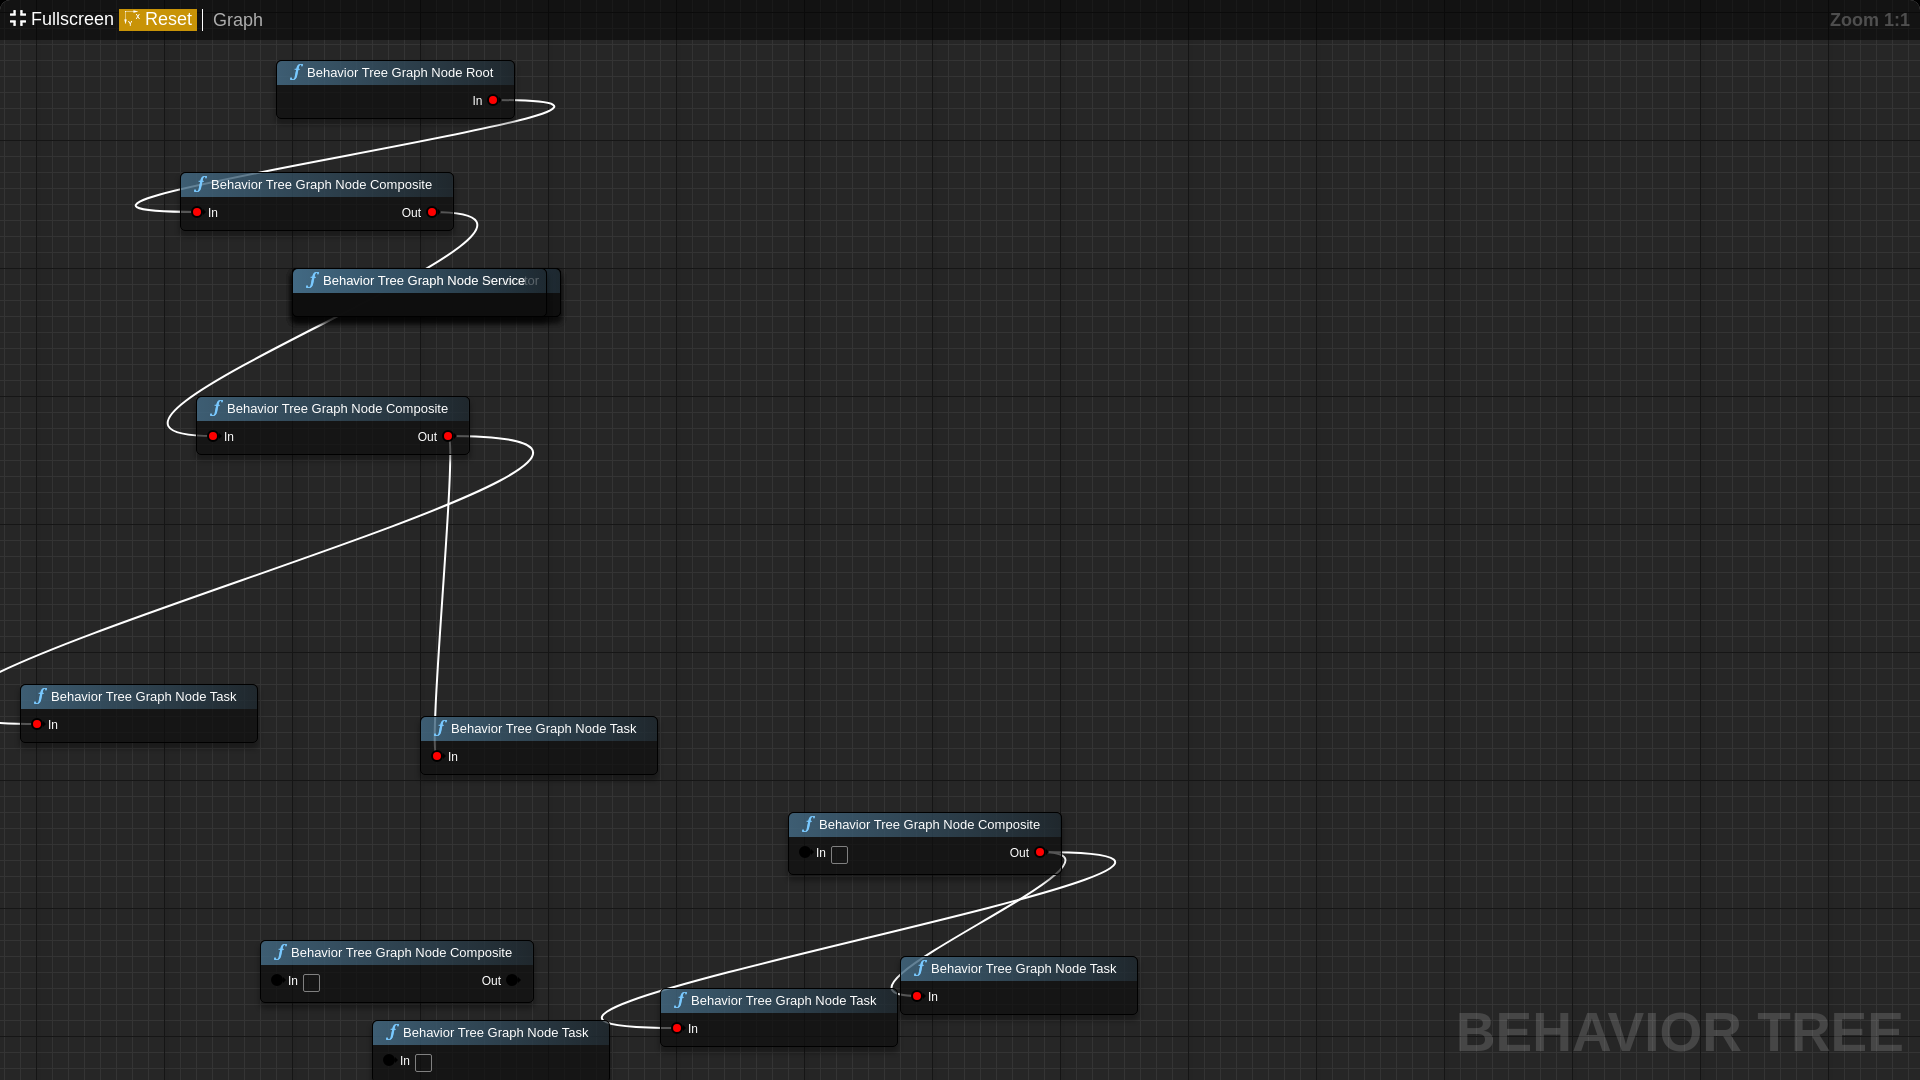 Fullscreen Reset Graph Zoom 1:1
Behavior Tree Graph Node Root
In
Behavior Tree Graph Node Composite
In Out
Behavior Tree Graph Node Service
Behavior Tree Graph Node Composite
In Out
Behavior Tree Graph Node Task
In
Behavior Tree Graph Node Task
In
Behavior Tree Graph Node Composite
In Out
Behavior Tree Graph Node Composite
In Out
Behavior Tree Graph Node Task
In
Behavior Tree Graph Node Task
In
Behavior Tree Graph Node Task
In
BEHAVIOR TREE